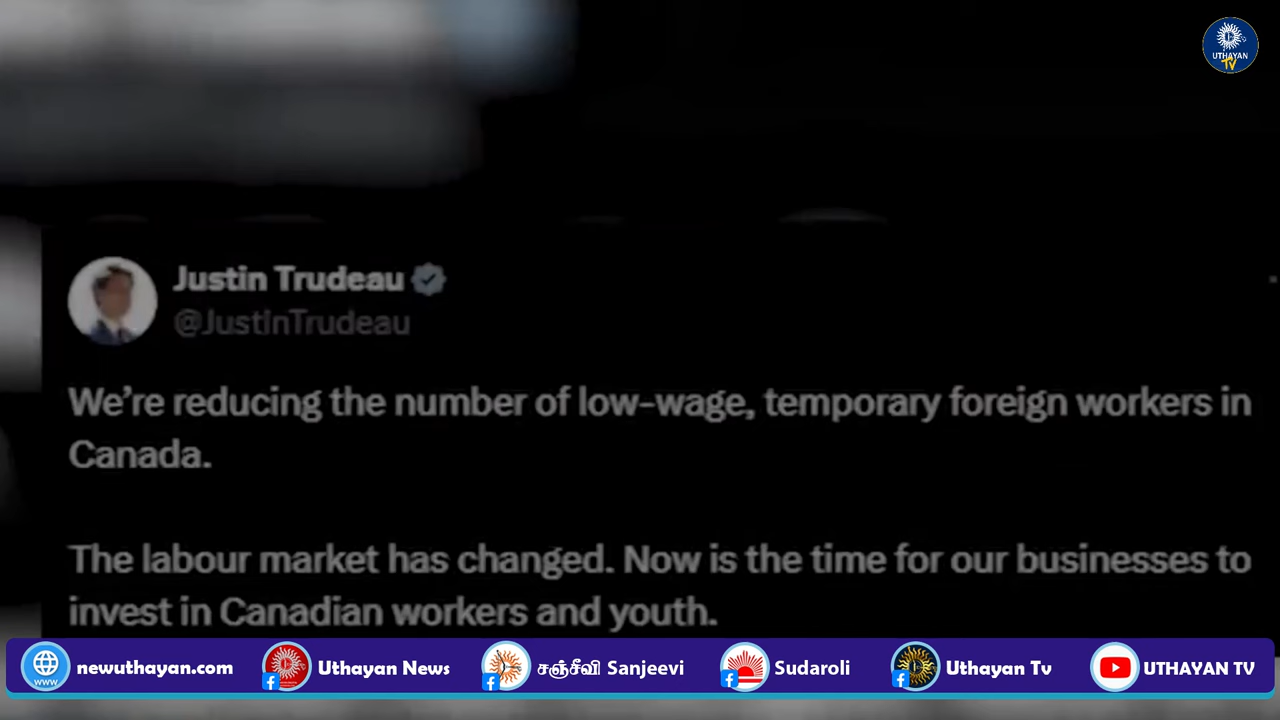 UTHAYAN
TV
Justin Trudeau
@JustinTrudeau
We're reducing the number of low-wage, temporary foreign workers in
Canada.
The labour market has changed. Now is the time for our businesses to
invest in Canadian workers and youth.
www newuthayan.com Uthayan News சஞ்சீவி Sanjeevi Sudaroli Uthayan Tv UTHAYAN TV